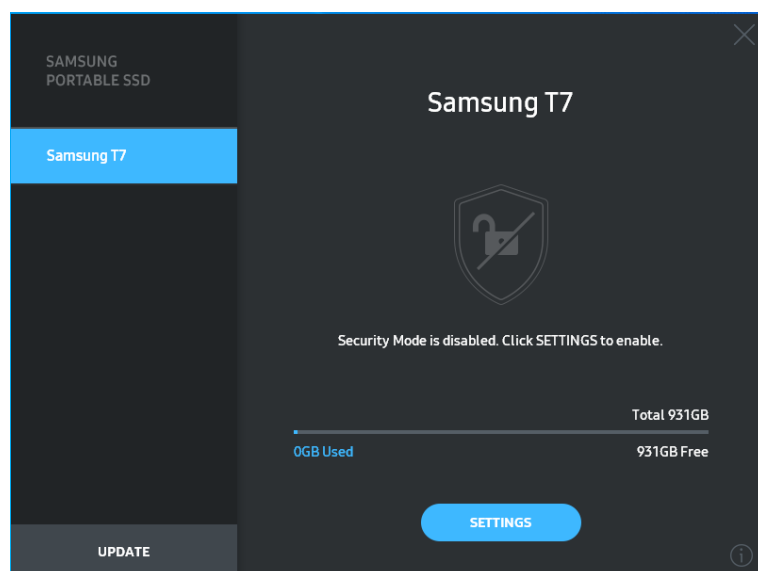 SAMSUNG
PORTABLE SSD
Samsung T7
Samsung T7
Security Mode is disabled. Click SETTINGS to enable.
Total 931GB
0GB Used
931GB Free
SETTINGS
UPDATE